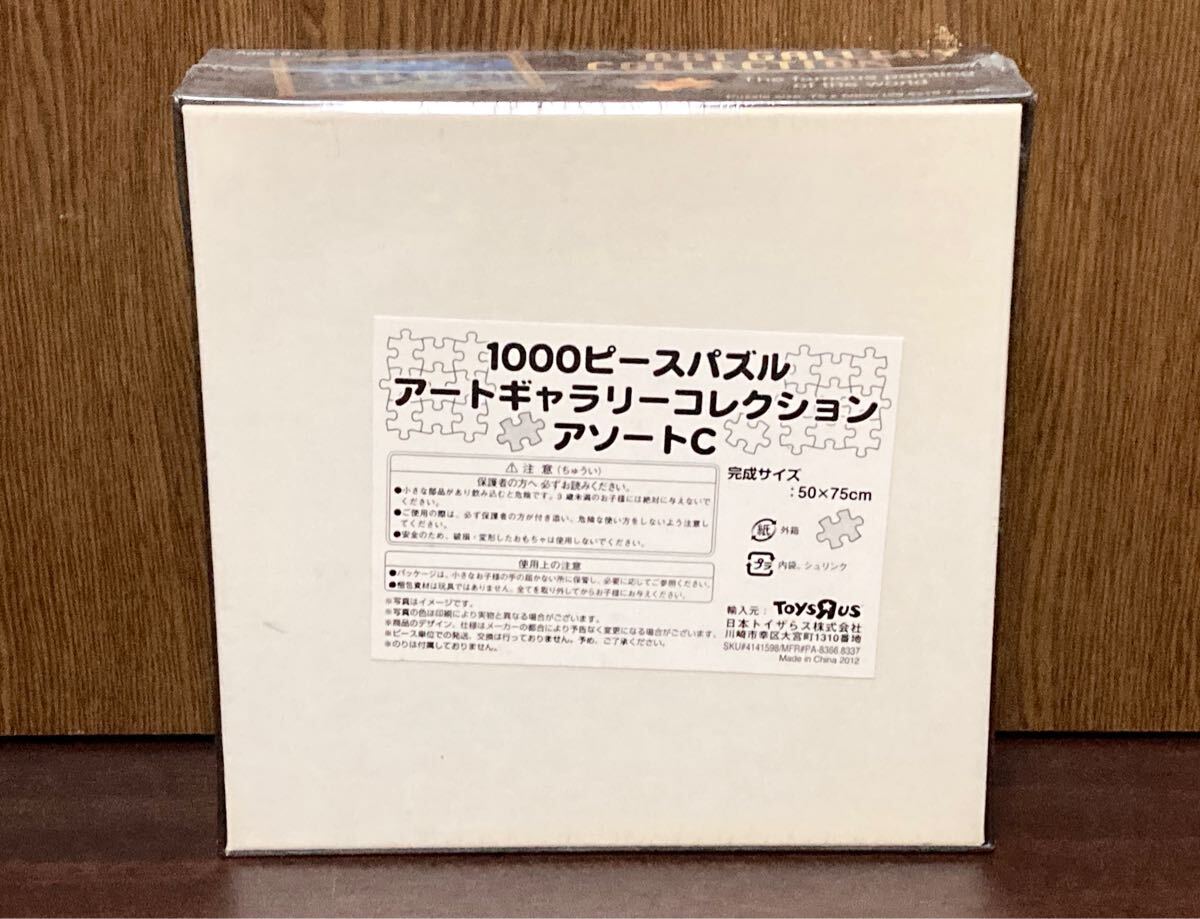 Ages 8+
ART GALLERY
COLLECTION
The famous painting
of the world
1000ピースパズル
アートギャラリーコレクション
アソートC
⚠注 意(ちゅうい)
保護者の方へ 必ずお読みください。
●小さな部品があり飲み込むと危険です。3歳未満のお子様には絶対に与えないで
ください。
●ご使用の際は、必ず保護者の方が付き添い、危険な使い方をしないよう注意し
てください。
●安全のため、破損・変形したおもちゃは使用しないでください。
使用上の注意
●パッケージは、小さなお子様の手の届かない所に保管し、必要に応じてご参照ください。
●梱包資材は玩具ではありません。全てを取り外してからお子様にお与えください。
※写真はイメージです。
※写真の色は印刷により実物と異なる場合がございます。
※商品のデザイン、仕様はメーカーの都合により予告なく変更になる場合がございます。
※ピース単位での発送、交換は行っておりません。予め、ご了承ください。
※のりは付属しておりません。
完成サイズ
:50×75cm
紙 外箱
プラ 内袋、シュリンク
輸入元: TOYSЯUS
日本トイザらス株式会社
川崎市幸区大宮町1310番地
SKU#4141598/MFR#PA-8366.8337
Made in China 2012